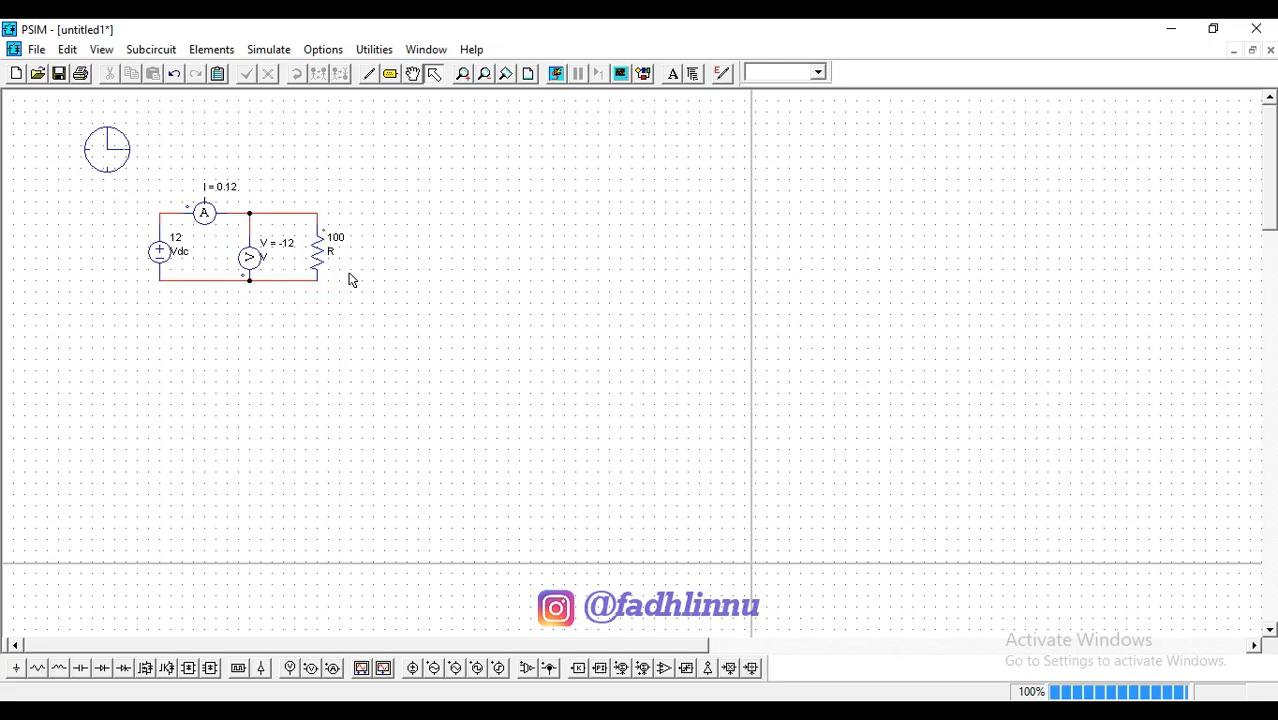 PSIM - [untitled1*]
File Edit View Subcircuit Elements Simulate Options Utilities Window Help
I = 0.12
I
A
12
Vdc
V = -12
V
V
100
R
@fadhlinnu
Activate Windows
Go to Settings to activate Windows.
100%